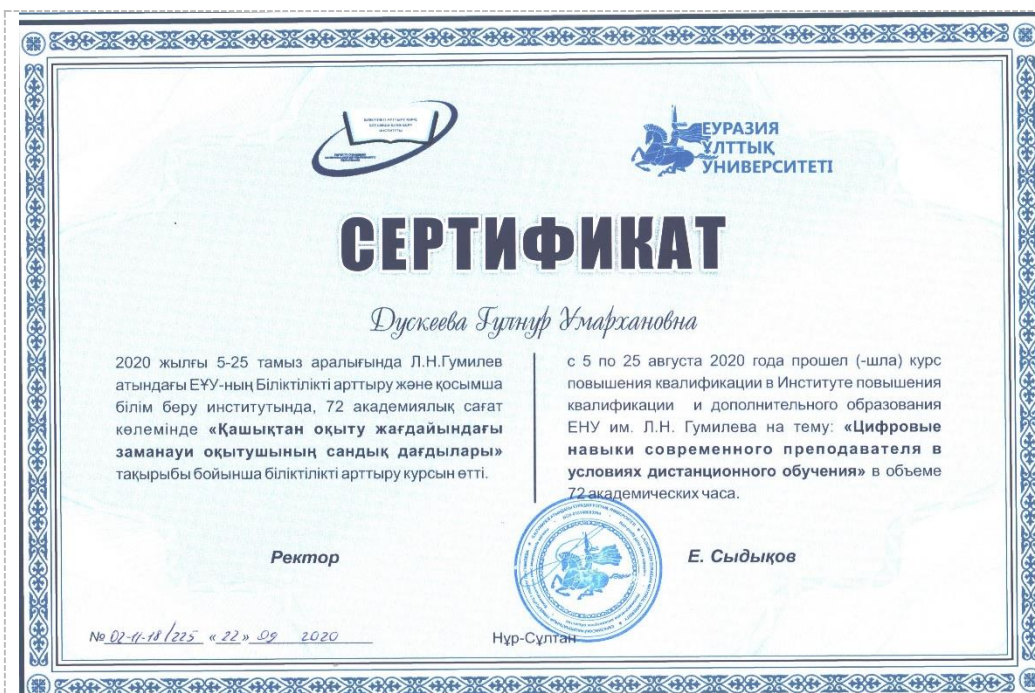 ЕУРАЗИЯ
ҰЛТТЫҚ
УНИВЕРСИТЕТІ
СЕРТИФИКАТ
Дускеева Гулнур Умархановна
2020 жылғы 5-25 тамыз аралығында Л.Н.Гумилев
атындағы ЕҰУ-ның Біліктілікті арттыру және қосымша
білім беру институтында, 72 академиялық сағат
көлемінде «Қашықтан оқыту жағдайындағы
заманауи оқытушының сандық дағдылары»
тақырыбы бойынша біліктілікті арттыру курсын өтті.
с 5 по 25 августа 2020 года прошел (-шла) курс
повышения квалификации в Институте повышения
квалификации и дополнительного образования
ЕНУ им. Л.Н. Гумилева на тему: «Цифровые
навыки современного преподавателя в
условиях дистанционного обучения» в объеме
72 академических часа.
Ректор
Е. Сыдықов
№ 02-11-18/225 «22» 09 2020
Нұр-Сұлтан